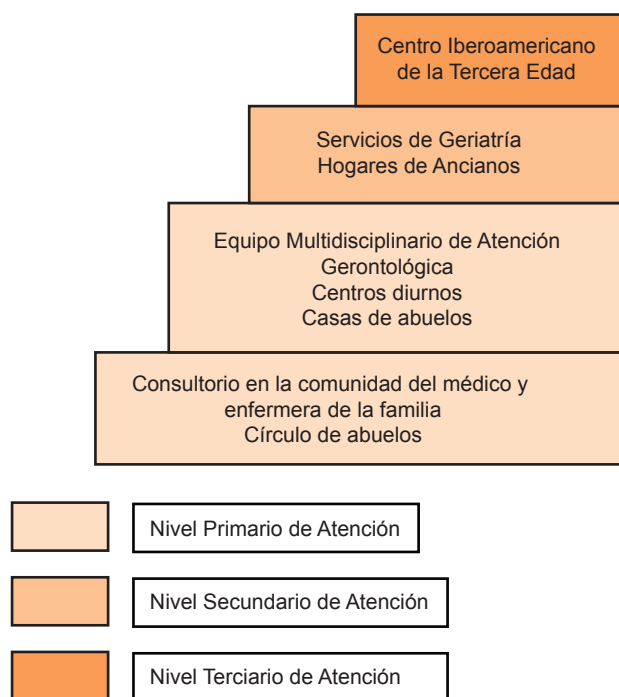 Centro Iberoamericano
de la Tercera Edad
Servicios de Geriatría
Hogares de Ancianos
Equipo Multidisciplinario de Atención
Gerontológica
Centros diurnos
Casas de abuelos
Consultorio en la comunidad del médico y
enfermera de la familia
Círculo de abuelos
Nivel Primario de Atención
Nivel Secundario de Atención
Nivel Terciario de Atención